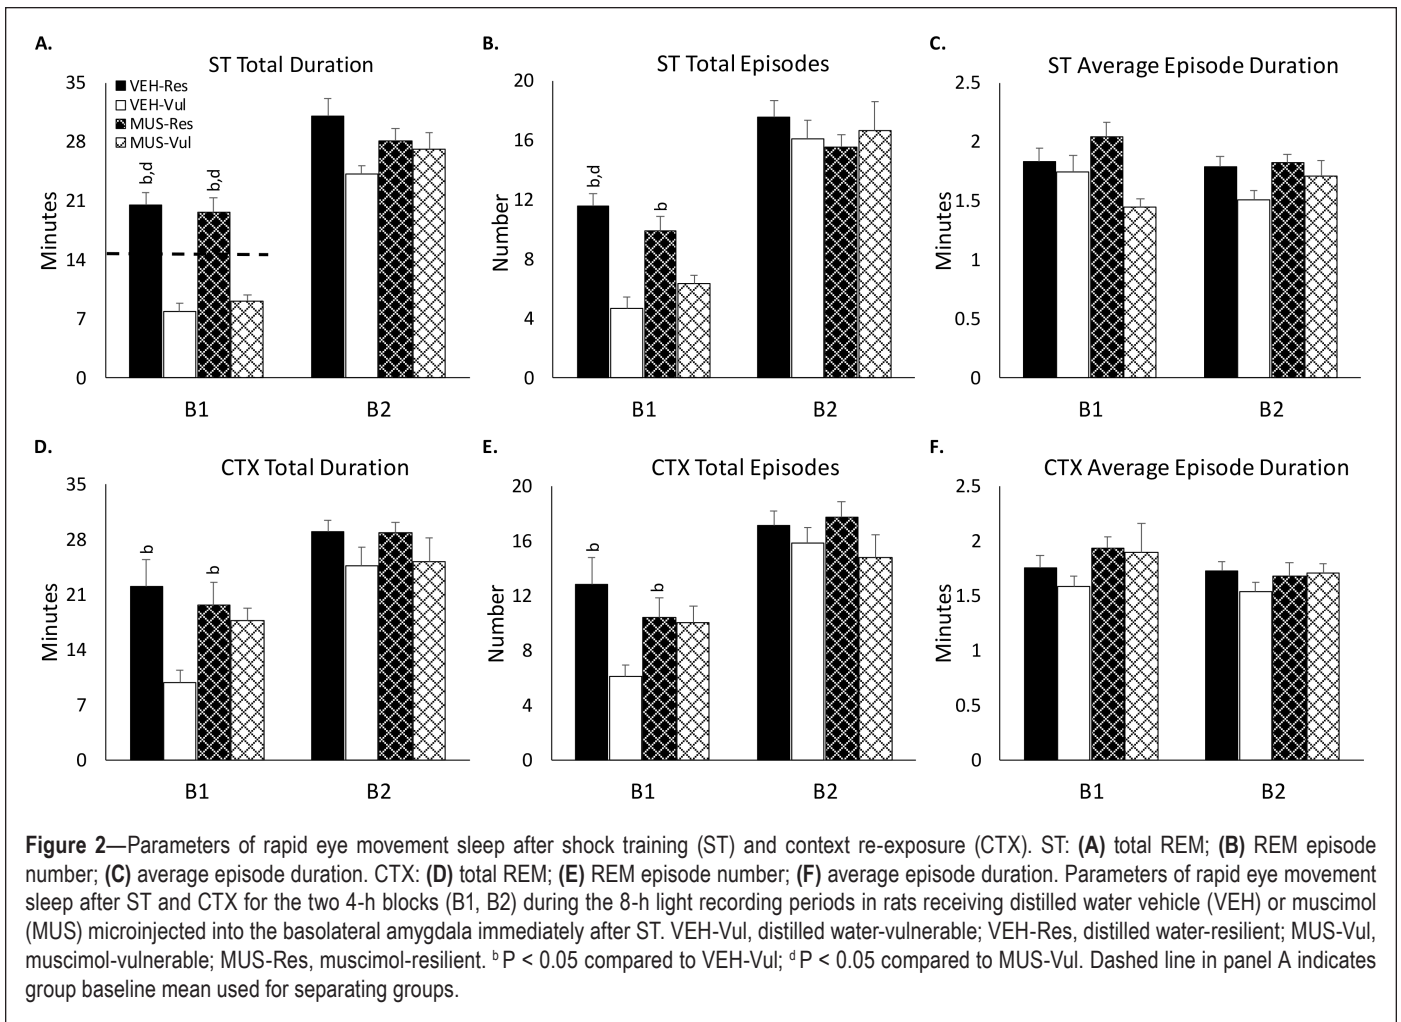 A.
ST Total Duration
35
28
21
14
7
0
Minutes
VEH-Res
VEH-Vul
MUS-Res
MUS-Vul
b,d
b,d
B1
B2
B.
ST Total Episodes
20
16
12
8
4
0
Number
b,d
b
B1
B2
C.
ST Average Episode Duration
2.5
2
1.5
1
0.5
0
Minutes
B1
B2
D.
CTX Total Duration
35
28
21
14
7
0
Minutes
b
b
B1
B2
E.
CTX Total Episodes
20
16
12
8
4
0
Number
b
b
B1
B2
F.
CTX Average Episode Duration
2.5
2
1.5
1
0.5
0
Minutes
B1
B2
Figure 2—Parameters of rapid eye movement sleep after shock training (ST) and context re-exposure (CTX). ST: (A) total REM; (B) REM episode
number; (C) average episode duration. CTX: (D) total REM; (E) REM episode number; (F) average episode duration. Parameters of rapid eye movement
sleep after ST and CTX for the two 4-h blocks (B1, B2) during the 8-h light recording periods in rats receiving distilled water vehicle (VEH) or muscimol
(MUS) microinjected into the basolateral amygdala immediately after ST. VEH-Vul, distilled water-vulnerable; VEH-Res, distilled water-resilient; MUS-Vul,
muscimol-vulnerable; MUS-Res, muscimol-resilient. b P < 0.05 compared to VEH-Vul; d P < 0.05 compared to MUS-Vul. Dashed line in panel A indicates
group baseline mean used for separating groups.